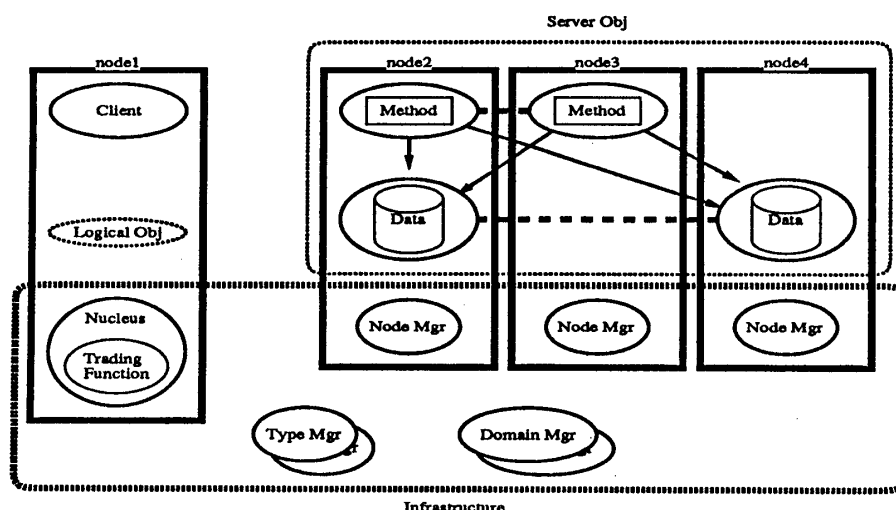 Server Obj
node1
node2
node3
node4
Client
Method
Method
Logical Obj
Data
Data
Nucleus
Trading
Function
Node Mgr
Node Mgr
Node Mgr
Type Mgr
Domain Mgr
Infrastructure